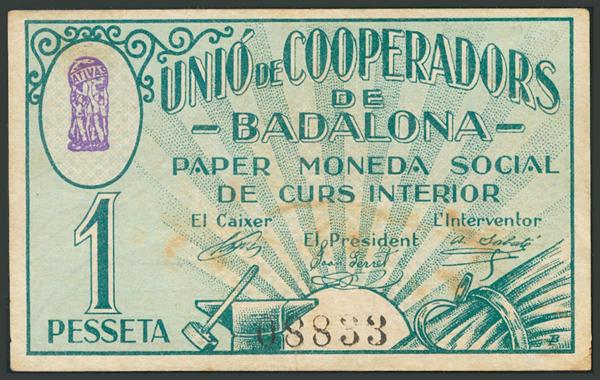 ATIVAS
UNIÓ DE COOPERADORS
DE
- BADALONA -
PAPER MONEDA SOCIAL
DE CURS INTERIOR
El Caixer
El President
L'Interventor
1
PESSETA
08833